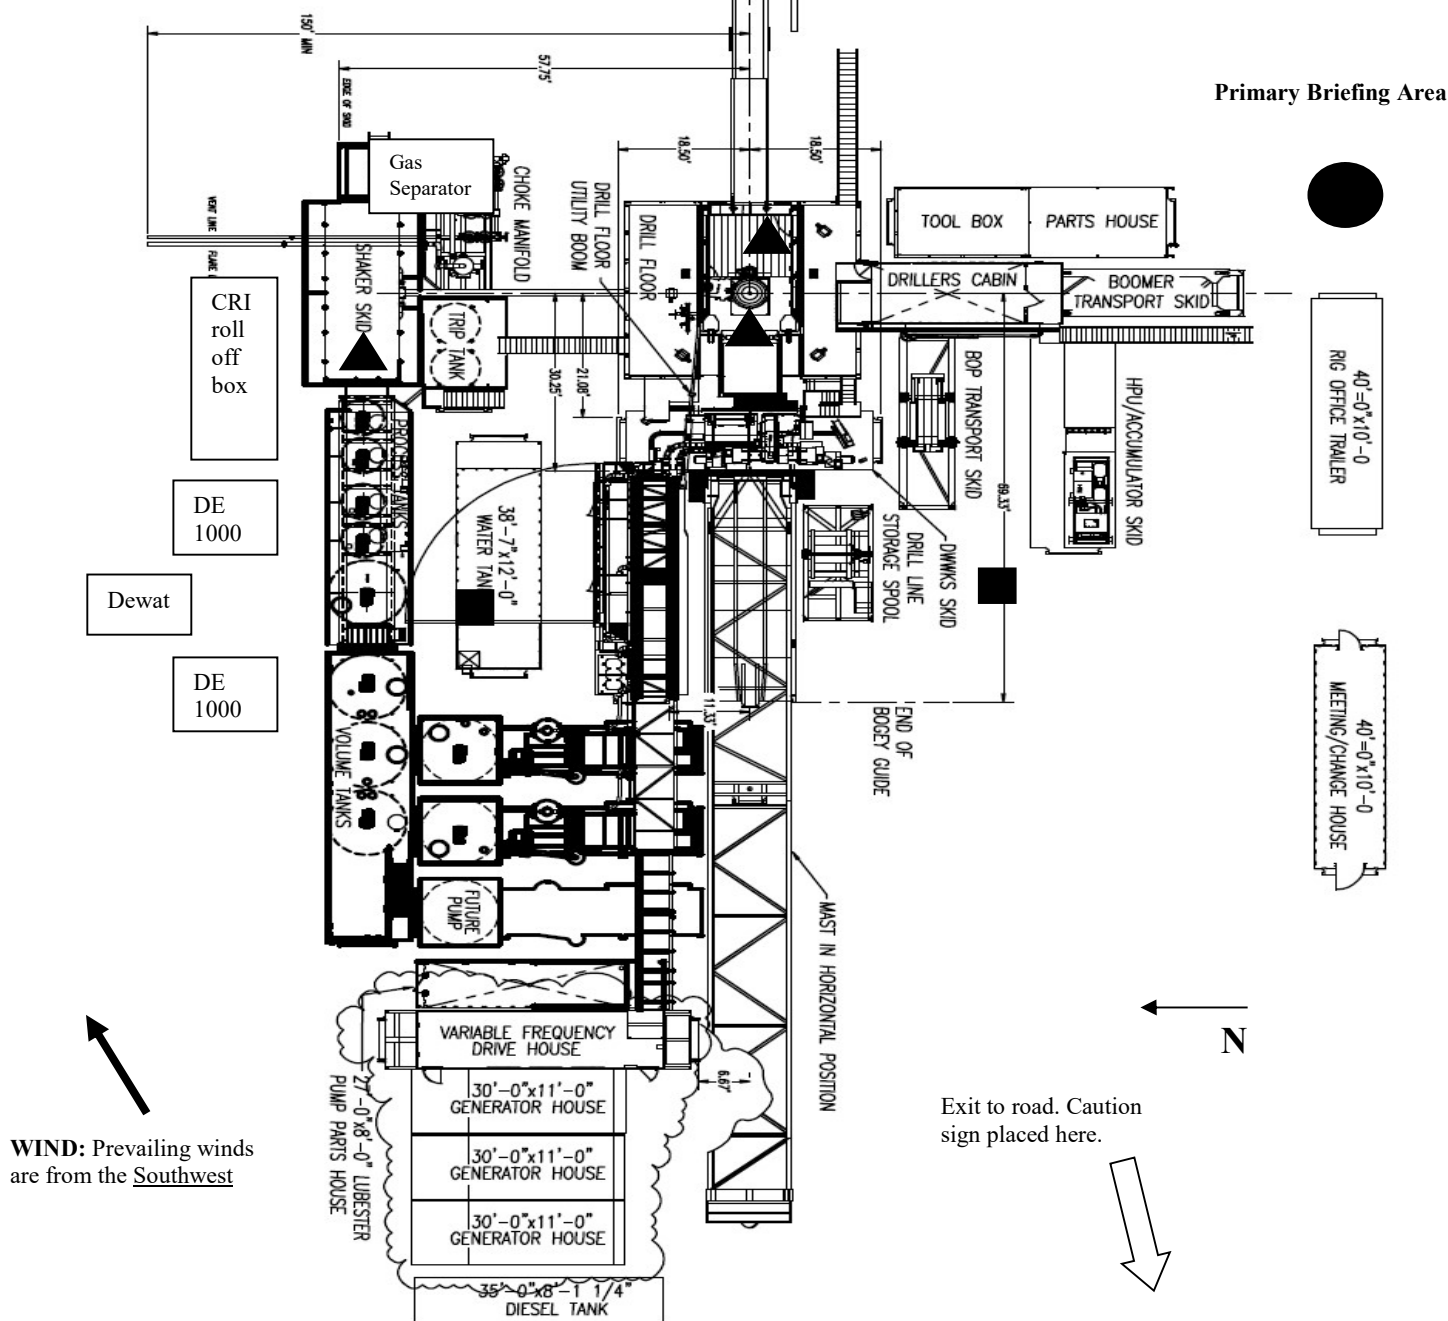 150' MIN
57.75'
EDGE OF SKID
Primary Briefing Area
18.50'
18.50'
Gas
Separator
CHOKE MANIFOLD
DRILL FLOOR
UTILITY BOOM
DRILL FLOOR
TOOL BOX
PARTS HOUSE
VENT LINE
FLARE
SHAKER SKID
DRILLERS CABIN
BOOMER
TRANSPORT SKID
CRI
roll
off
box
TRIP TANK
30.25'
21.08'
BOP TRANSPORT SKID
HPU/ACCUMULATOR SKID
40'=0"x10'-0
RIG OFFICE TRAILER
DE
1000
38'-7"x12'-0"
WATER TANK
69.33'
DRILL LINE
STORAGE SPOOL
DWWKS SKID
Dewat
DE
1000
VOLUME TANKS
11.33'
END OF
BOGEY GUIDE
40'=0"x10'-0
MEETING/CHANGE HOUSE
FUTURE
PUMP
MAST IN HORIZONTAL POSITION
VARIABLE FREQUENCY
DRIVE HOUSE
N
6.67'
27'-0"x8'-0" LUBESTER
PUMP PARTS HOUSE
30'-0"x11'-0"
GENERATOR HOUSE
30'-0"x11'-0"
GENERATOR HOUSE
30'-0"x11'-0"
GENERATOR HOUSE
Exit to road. Caution
sign placed here.
WIND: Prevailing winds
are from the Southwest
35'-0"x8'-1 1/4"
DIESEL TANK